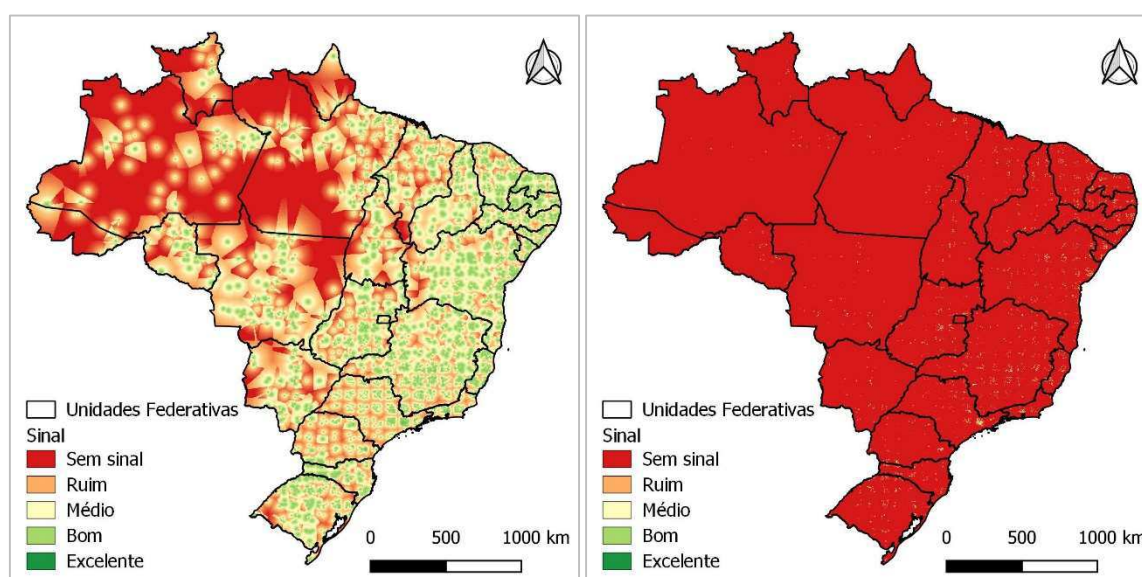 Unidades Federativas
Sinal
Sem sinal
Ruim
Médio
Bom
Excelente
0 500 1000 km
Unidades Federativas
Sinal
Sem sinal
Ruim
Médio
Bom
Excelente
0 500 1000 km